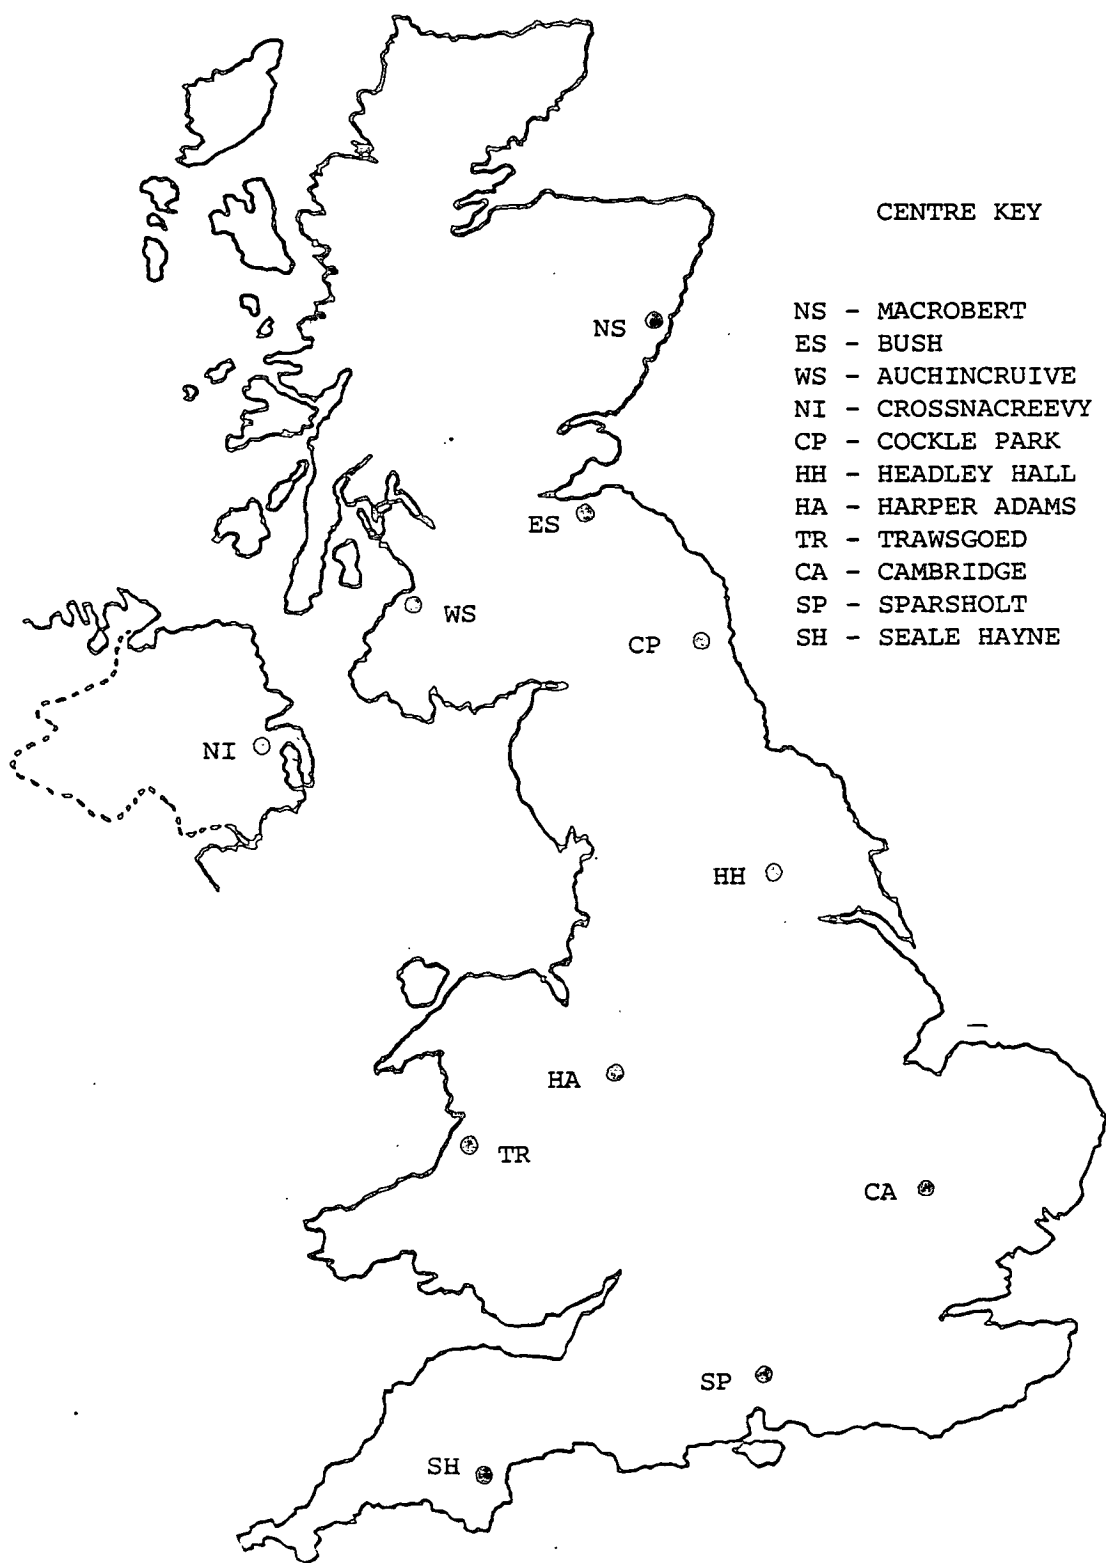 CENTRE KEY
NS - MACROBERT
ES - BUSH
WS - AUCHINCRUIVE
NI - CROSSNACREEVY
CP - COCKLE PARK
HH - HEADLEY HALL
HA - HARPER ADAMS
TR - TRAWSGOED
CA - CAMBRIDGE
SP - SPARSHOLT
SH - SEALE HAYNE
NS
ES
WS
CP
NI
HH
HA
TR
CA
SP
SH